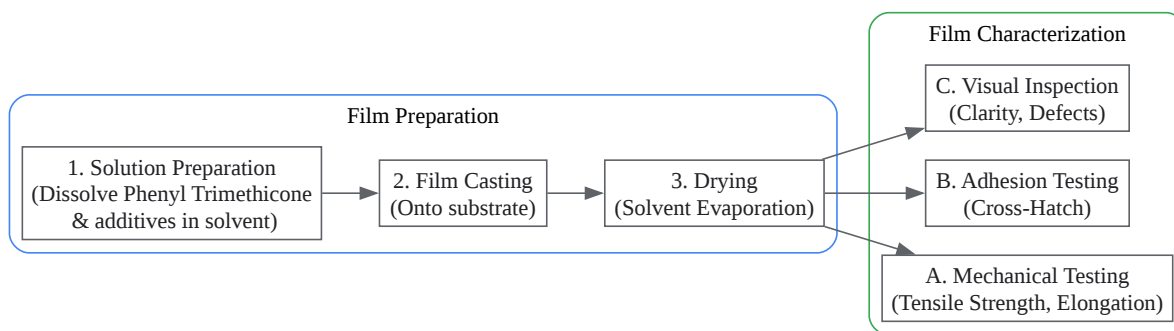 Film Preparation
1. Solution Preparation
(Dissolve Phenyl Trimethicone
& additives in solvent)
2. Film Casting
(Onto substrate)
3. Drying
(Solvent Evaporation)
Film Characterization
C. Visual Inspection
(Clarity, Defects)
B. Adhesion Testing
(Cross-Hatch)
A. Mechanical Testing
(Tensile Strength, Elongation)